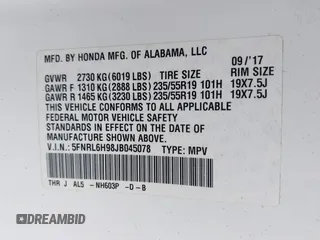 MFD. BY HONDA MFG. OF ALABAMA, LLC 09/'17
GVWR 2730 KG (6019 LBS) TIRE SIZE RIM SIZE
GAWR F 1310 KG (2888 LBS) 235/55R19 101H 19X7.5J
GAWR R 1465 KG (3230 LBS) 235/55R19 101H 19X7.5J
THIS VEHICLE CONFORMS TO ALL APPLICABLE
FEDERAL MOTOR VEHICLE SAFETY
STANDARDS IN EFFECT ON THE DATE OF
MANUFACTURE SHOWN ABOVE.
V.I.N: 5FNRL6H98JB045078 TYPE: MPV
THR J AL5 -NH603P -D-B
DREAMBID